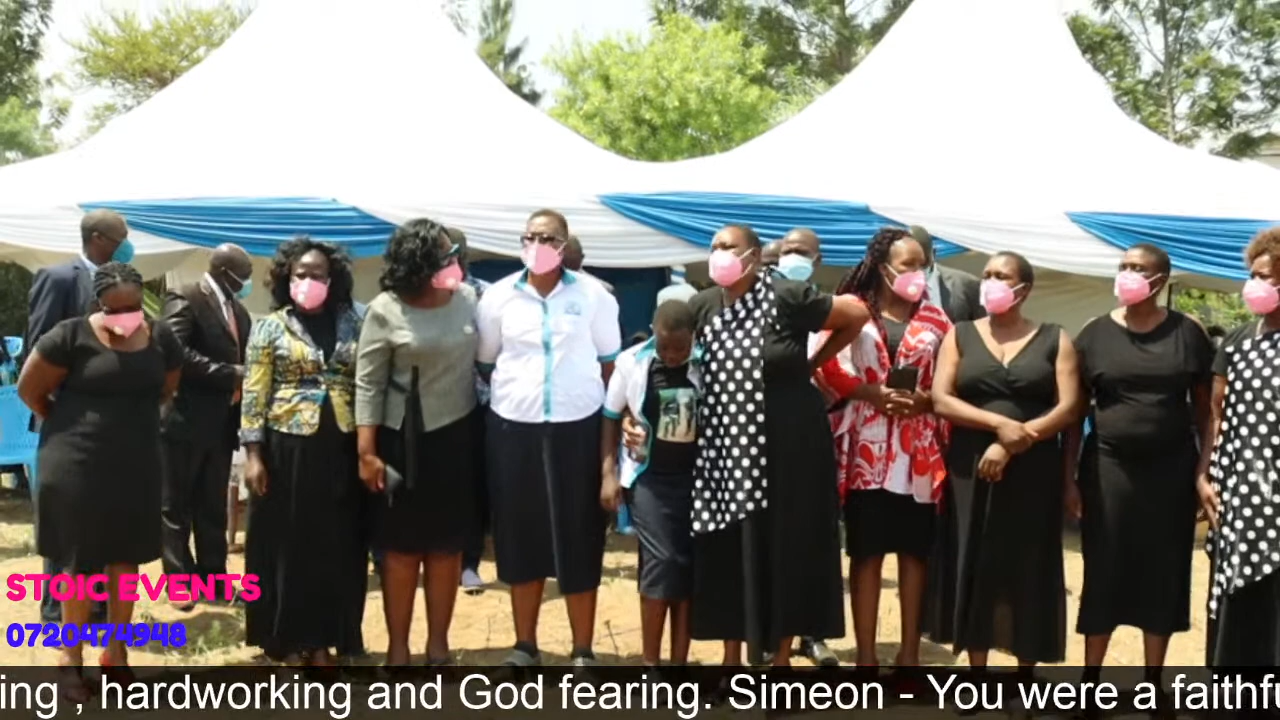 STOIC EVENTS
0720474948
ing , hardworking and God fearing. Simeon - You were a faithfu